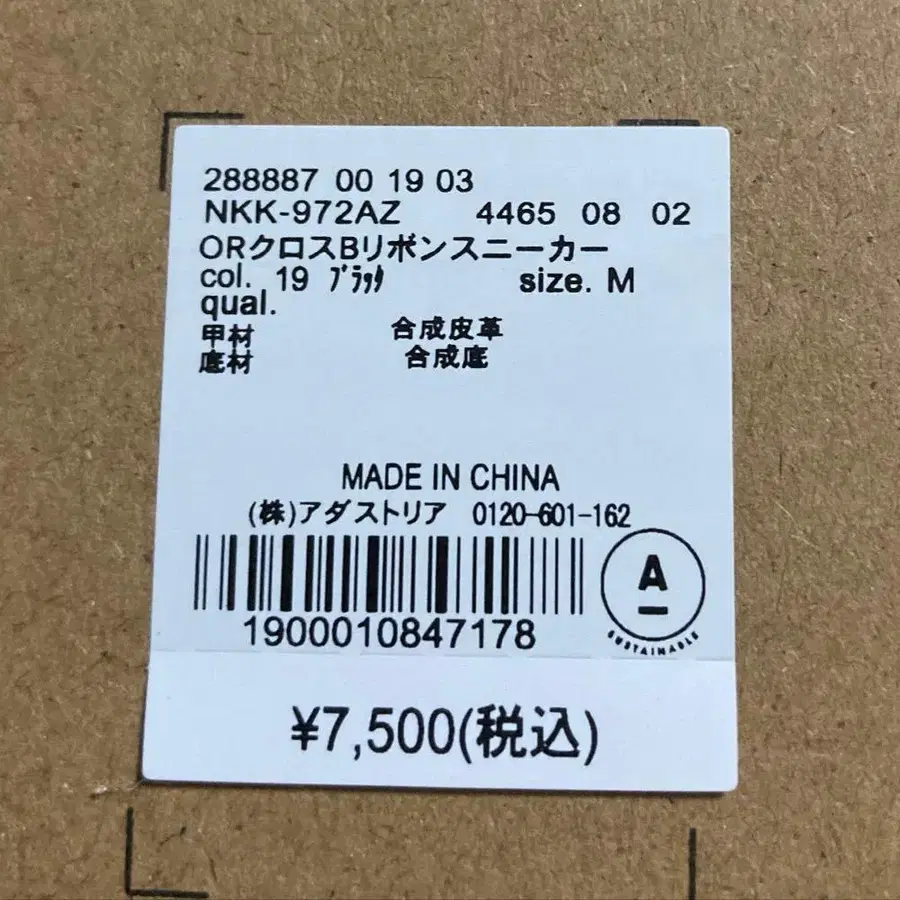 288887 00 19 03
NKK-972AZ 4465 08 02
ORクロスBリボンスニーカー
col. 19 ﾌﾞﾗｯｸ size. M
qual.
甲材 合成皮革
底材 合成底
MADE IN CHINA
(株)アダストリア 0120-601-162
1900010847178
A
SUSTAINABLE
¥7,500(税込)